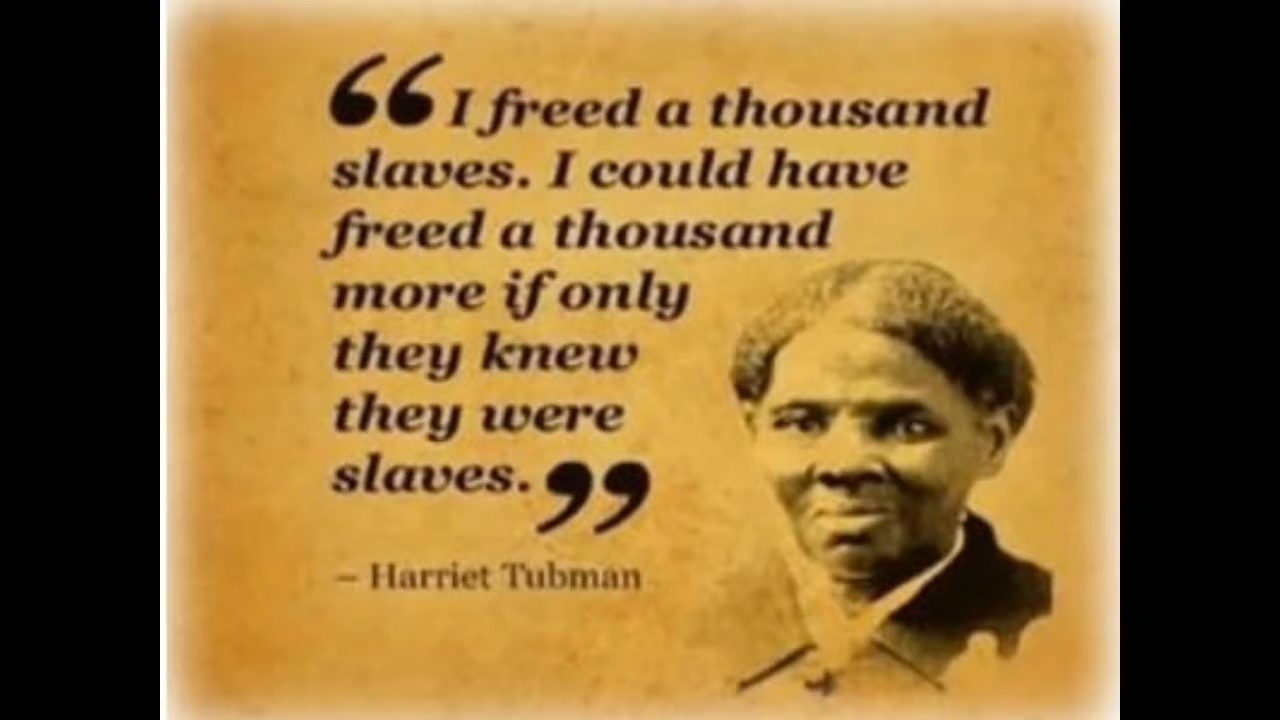 “I freed a thousand
slaves. I could have
freed a thousand
more if only
they knew
they were
slaves.”
– Harriet Tubman